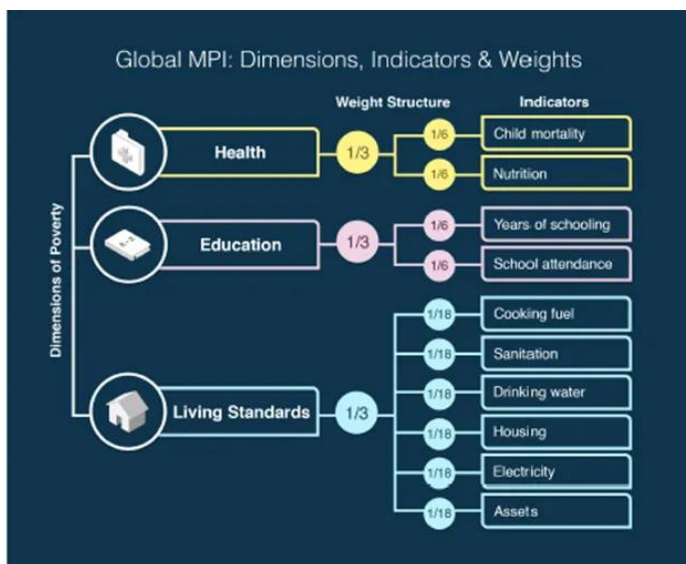 Global MPI: Dimensions, Indicators & Weights
Weight Structure
Indicators
Dimensions of Poverty
Health
1/3
1/6
Child mortality
1/6
Nutrition
Education
1/3
1/6
Years of schooling
1/6
School attendance
Living Standards
1/3
1/18
Cooking fuel
1/18
Sanitation
1/18
Drinking water
1/18
Housing
1/18
Electricity
1/18
Assets